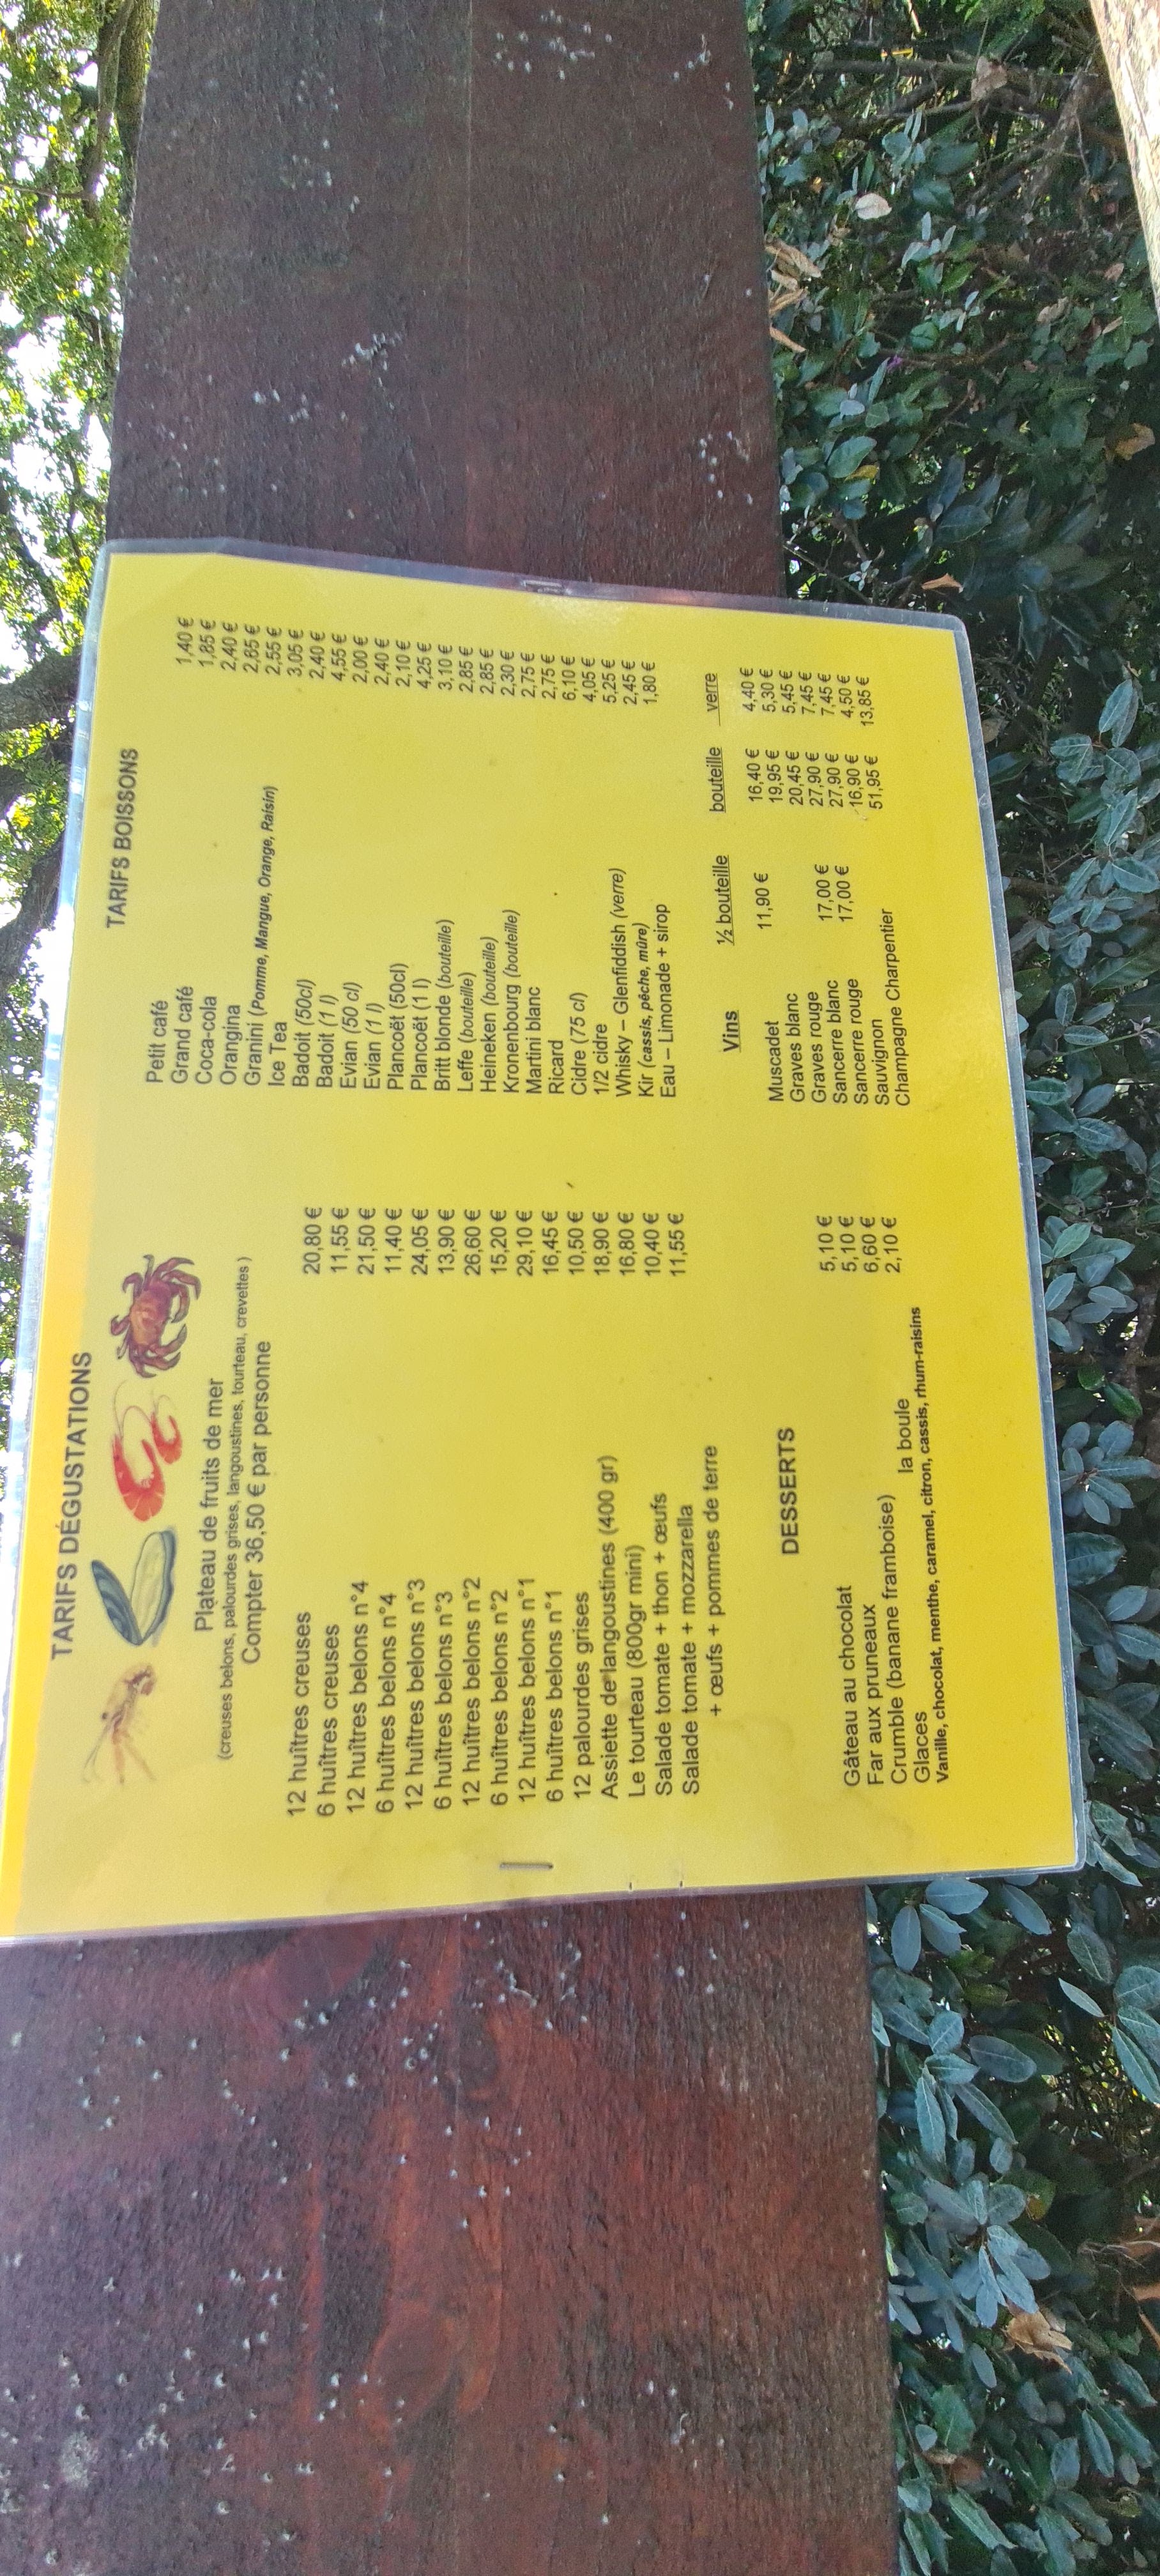 TARIFS DÉGUSTATIONS
Plateau de fruits de mer
(creuses belons, palourdes grises, langoustines, tourteau, crevettes )
Compter 36,50 € par personne
12 huîtres creuses 20,80 €
6 huîtres creuses 11,55 €
12 huîtres belons n°4 21,50 €
6 huîtres belons n°4 11,40 €
12 huîtres belons n°3 24,05 €
6 huîtres belons n°3 13,90 €
12 huîtres belons n°2 26,60 €
6 huîtres belons n°2 15,20 €
12 huîtres belons n°1 29,10 €
6 huîtres belons n°1 16,45 €
12 palourdes grises 10,50 €
Assiette de langoustines (400 gr) 18,90 €
Le tourteau (800gr mini) 16,80 €
Salade tomate + thon + œufs 10,40 €
Salade tomate + mozzarella 11,55 €
+ œufs + pommes de terre
DESSERTS
Gâteau au chocolat 5,10 €
Far aux pruneaux 5,10 €
Crumble (banane framboise) 6,60 €
Glaces la boule 2,10 €
Vanille, chocolat, menthe, caramel, citron, cassis, rhum-raisins
TARIFS BOISSONS
Petit café 1,40 €
Grand café 1,85 €
Coca-cola 2,40 €
Orangina 2,65 €
Granini (Pomme, Mangue, Orange, Raisin) 2,55 €
Ice Tea 3,05 €
Badoit (50cl) 2,40 €
Badoit (1 l) 4,55 €
Evian (50 cl) 2,00 €
Evian (1 l) 2,40 €
Plancoët (50cl) 2,10 €
Plancoët (1 l) 4,25 €
Britt blonde (bouteille) 3,10 €
Leffe (bouteille) 2,85 €
Heineken (bouteille) 2,85 €
Kronenbourg (bouteille) 2,30 €
Martini blanc 2,75 €
Ricard 2,75 €
Cidre (75 cl) 6,10 €
1/2 cidre 4,05 €
Whisky – Glenfiddish (verre) 5,25 €
Kir (cassis, pêche, mûre) 2,45 €
Eau – Limonade + sirop 1,80 €
Vins ½ bouteille bouteille verre
Muscadet 11,90 € 16,40 € 4,40 €
Graves blanc 19,95 € 5,30 €
Graves rouge 20,45 € 5,45 €
Sancerre blanc 17,00 € 27,90 € 7,45 €
Sancerre rouge 17,00 € 27,90 € 7,45 €
Sauvignon 16,90 € 4,50 €
Champagne Charpentier 51,95 € 13,85 €